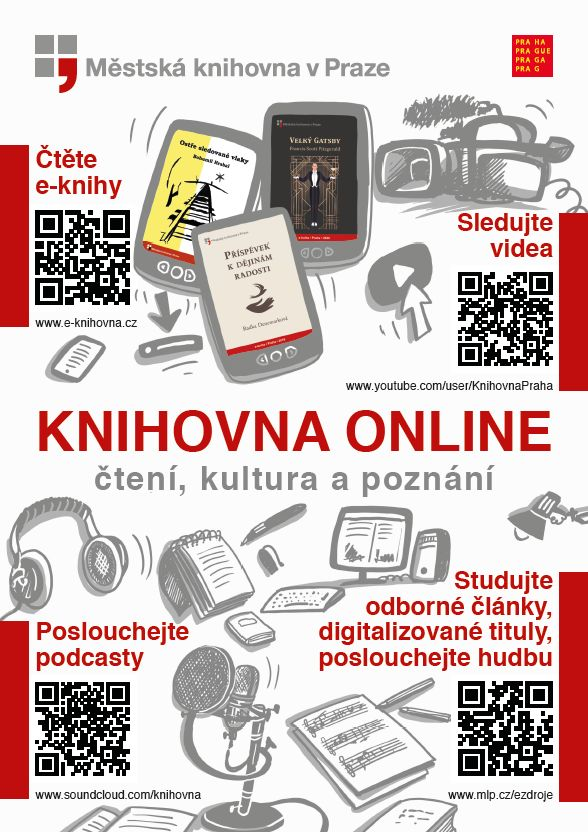 Městská knihovna v Praze
PRA HA
PRA GUE
PRA GA
PRA G
Čtěte
e-knihy
www.e-knihovna.cz
Ostře sledované vlaky
Bohumil Hrabal
Velký Gatsby
Francis Scott Fitzgerald
Městská knihovna v Praze
Příspěvek
k dějinám
radosti
Radka Denemarková
Sledujte
videa
www.youtube.com/user/KnihovnaPraha
KNIHOVNA ONLINE
čtení, kultura a poznání
Poslouchejte
podcasty
www.soundcloud.com/knihovna
Studujte
odborné články,
digitalizované tituly,
poslouchejte hudbu
www.mlp.cz/ezdroje